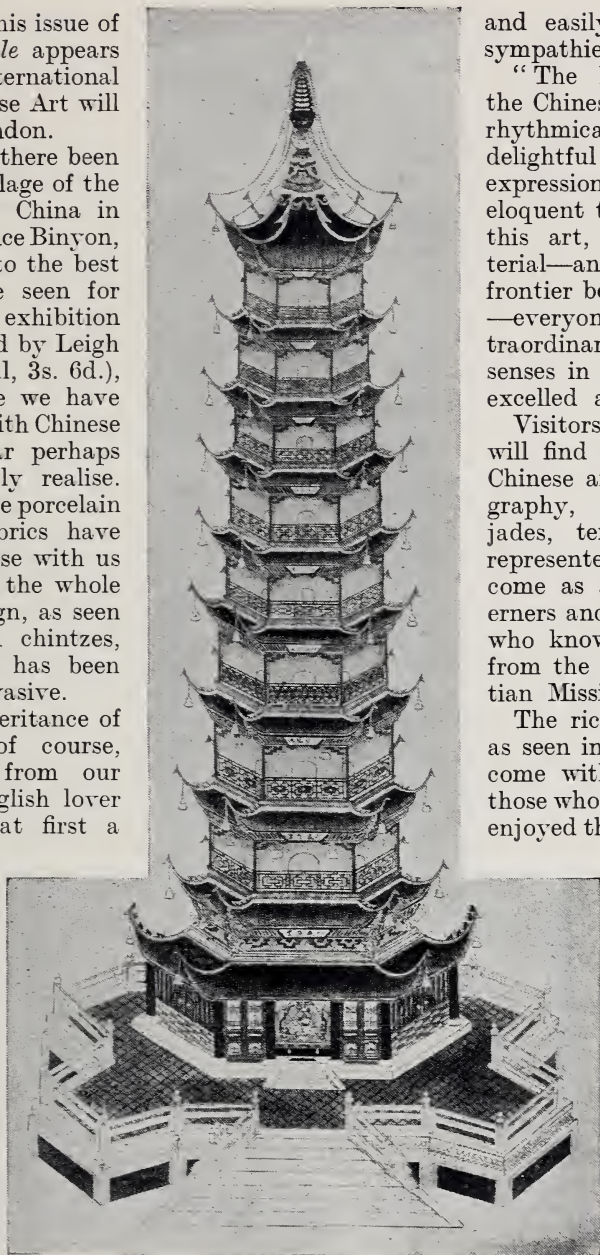 his issue of
le appears
ternational
se Art will
ndon.
there been
lage of the
China in
ce Binyon,
to the best
e seen for
exhibition
d by Leigh
l, 3s. 6d.),
e we have
ith Chinese
r perhaps
ly realise.
e porcelain
brics have
se with us
the whole
gn, as seen
chintzes,
has been
vasive.
eritance of
of course,
from our
glish lover
at first a
and easily
sympathie
“The
the Chines
rhythmica
delightful
expression
eloquent t
this art,
terial—an
frontier be
—everyon
traordinar
senses in
excelled a
Visitors
will find
Chinese a
graphy,
jades, te
represente
come as
erners and
who know
from the
tian Missi
The ric
as seen in
come wit
those who
enjoyed th